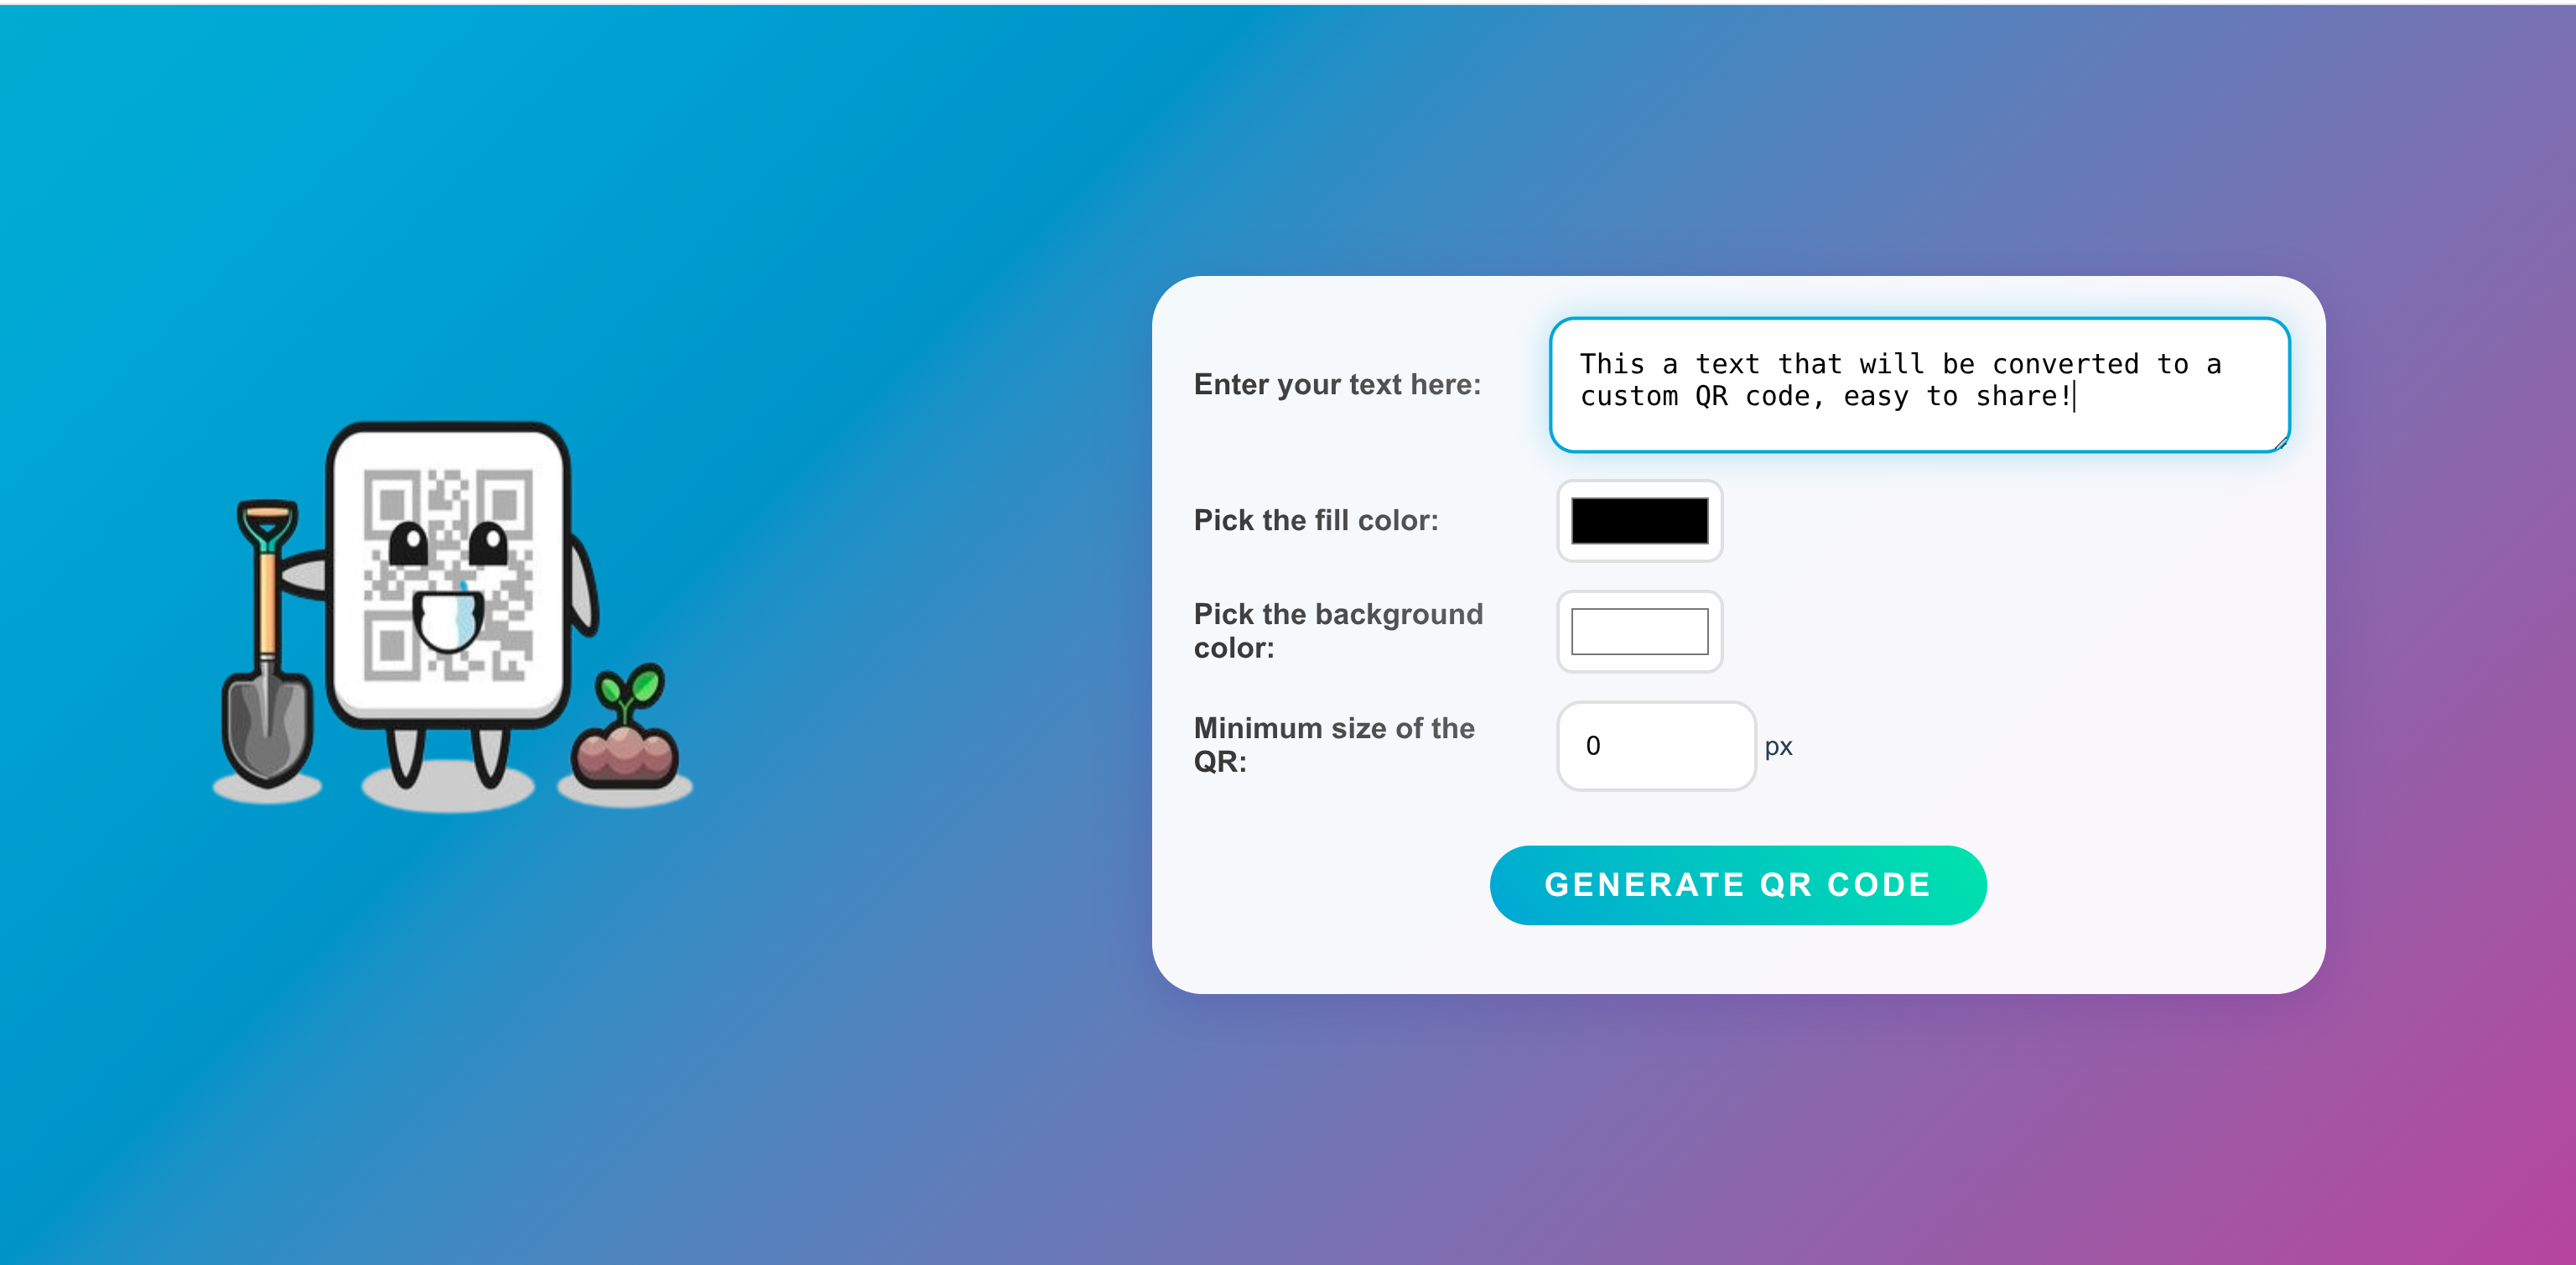 Enter your text here:
This a text that will be converted to a
custom QR code, easy to share!
Pick the fill color:
Pick the background
color:
Minimum size of the
QR:
0 px
GENERATE QR CODE